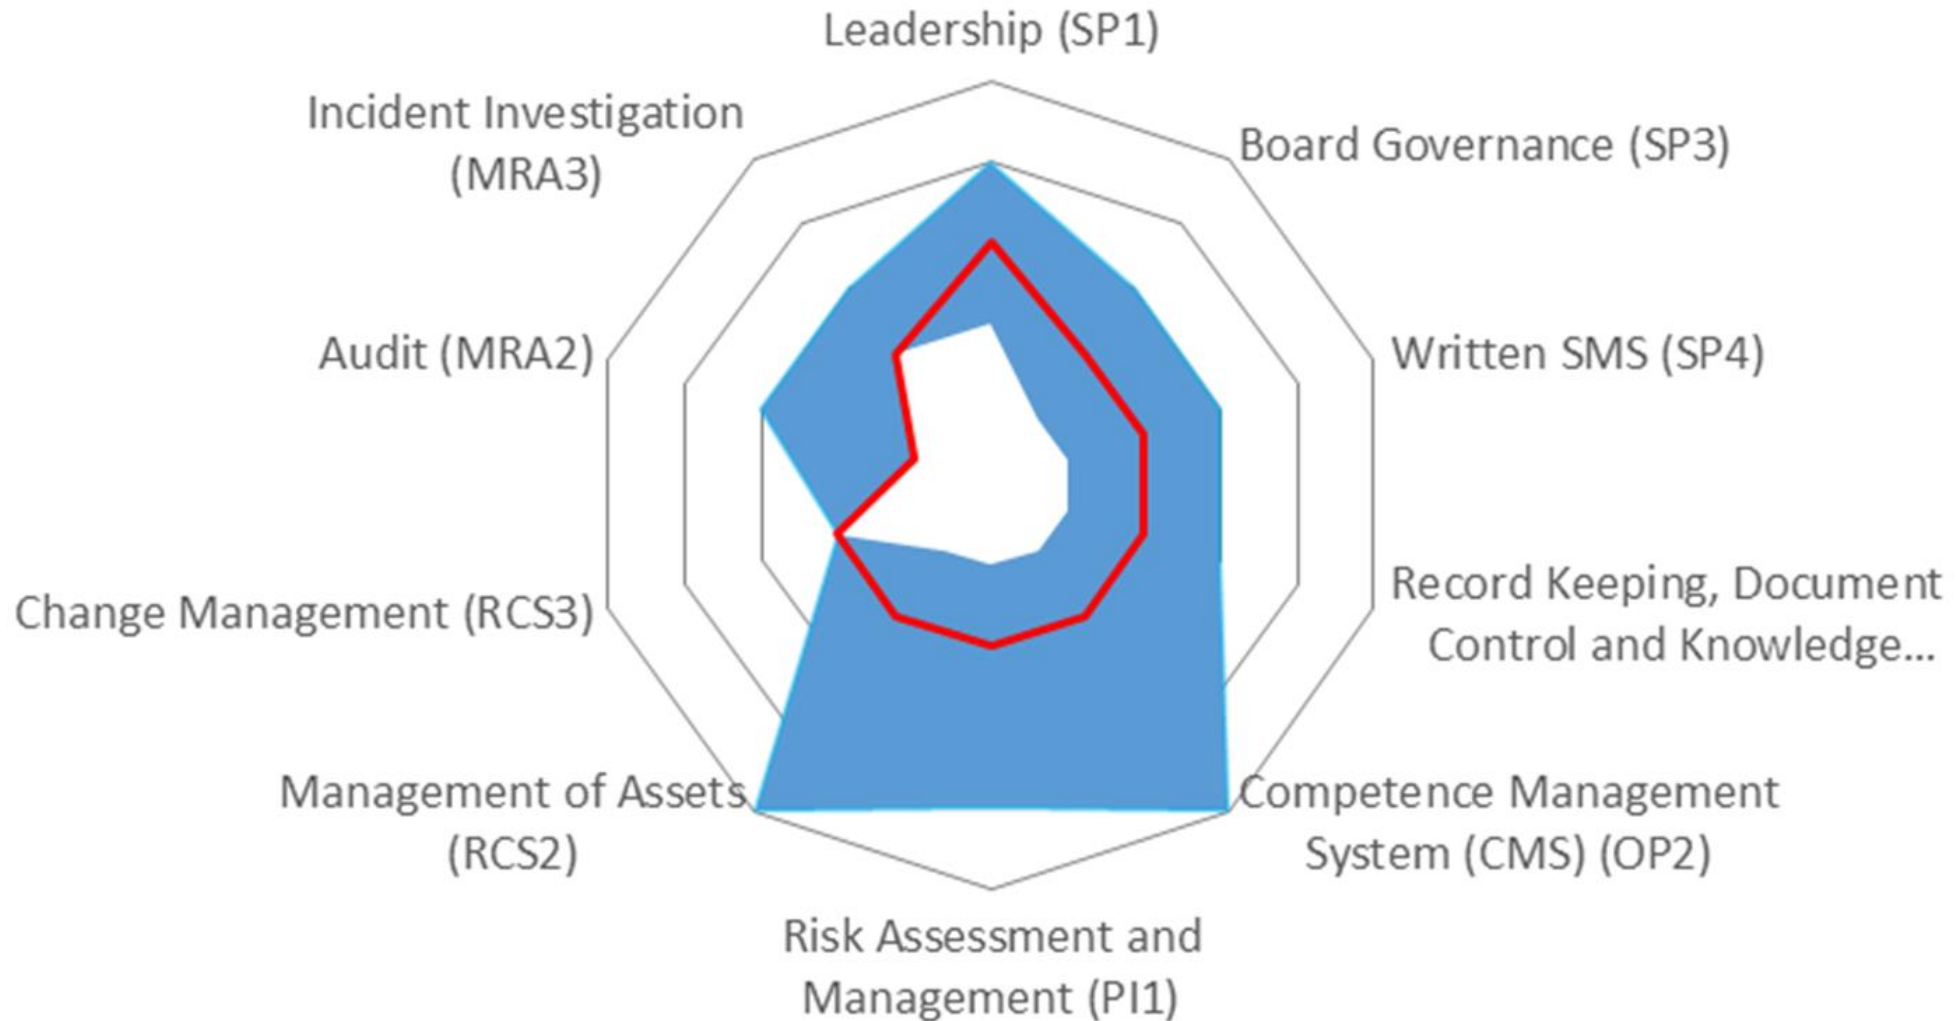 Leadership (SP1)
Board Governance (SP3)
Written SMS (SP4)
Record Keeping, Document
Control and Knowledge...
Competence Management
System (CMS) (OP2)
Risk Assessment and
Management (PI1)
Management of Assets
(RCS2)
Change Management (RCS3)
Audit (MRA2)
Incident Investigation
(MRA3)